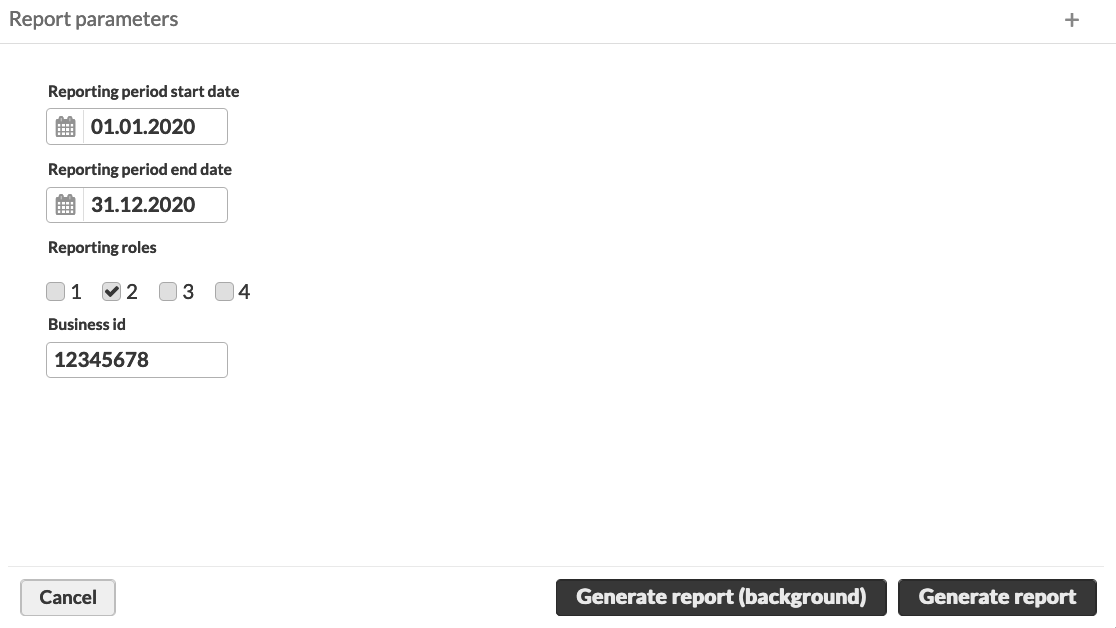 Report parameters
+
Reporting period start date
01.01.2020
Reporting period end date
31.12.2020
Reporting roles
1 2 3 4
Business id
12345678
Cancel Generate report (background) Generate report